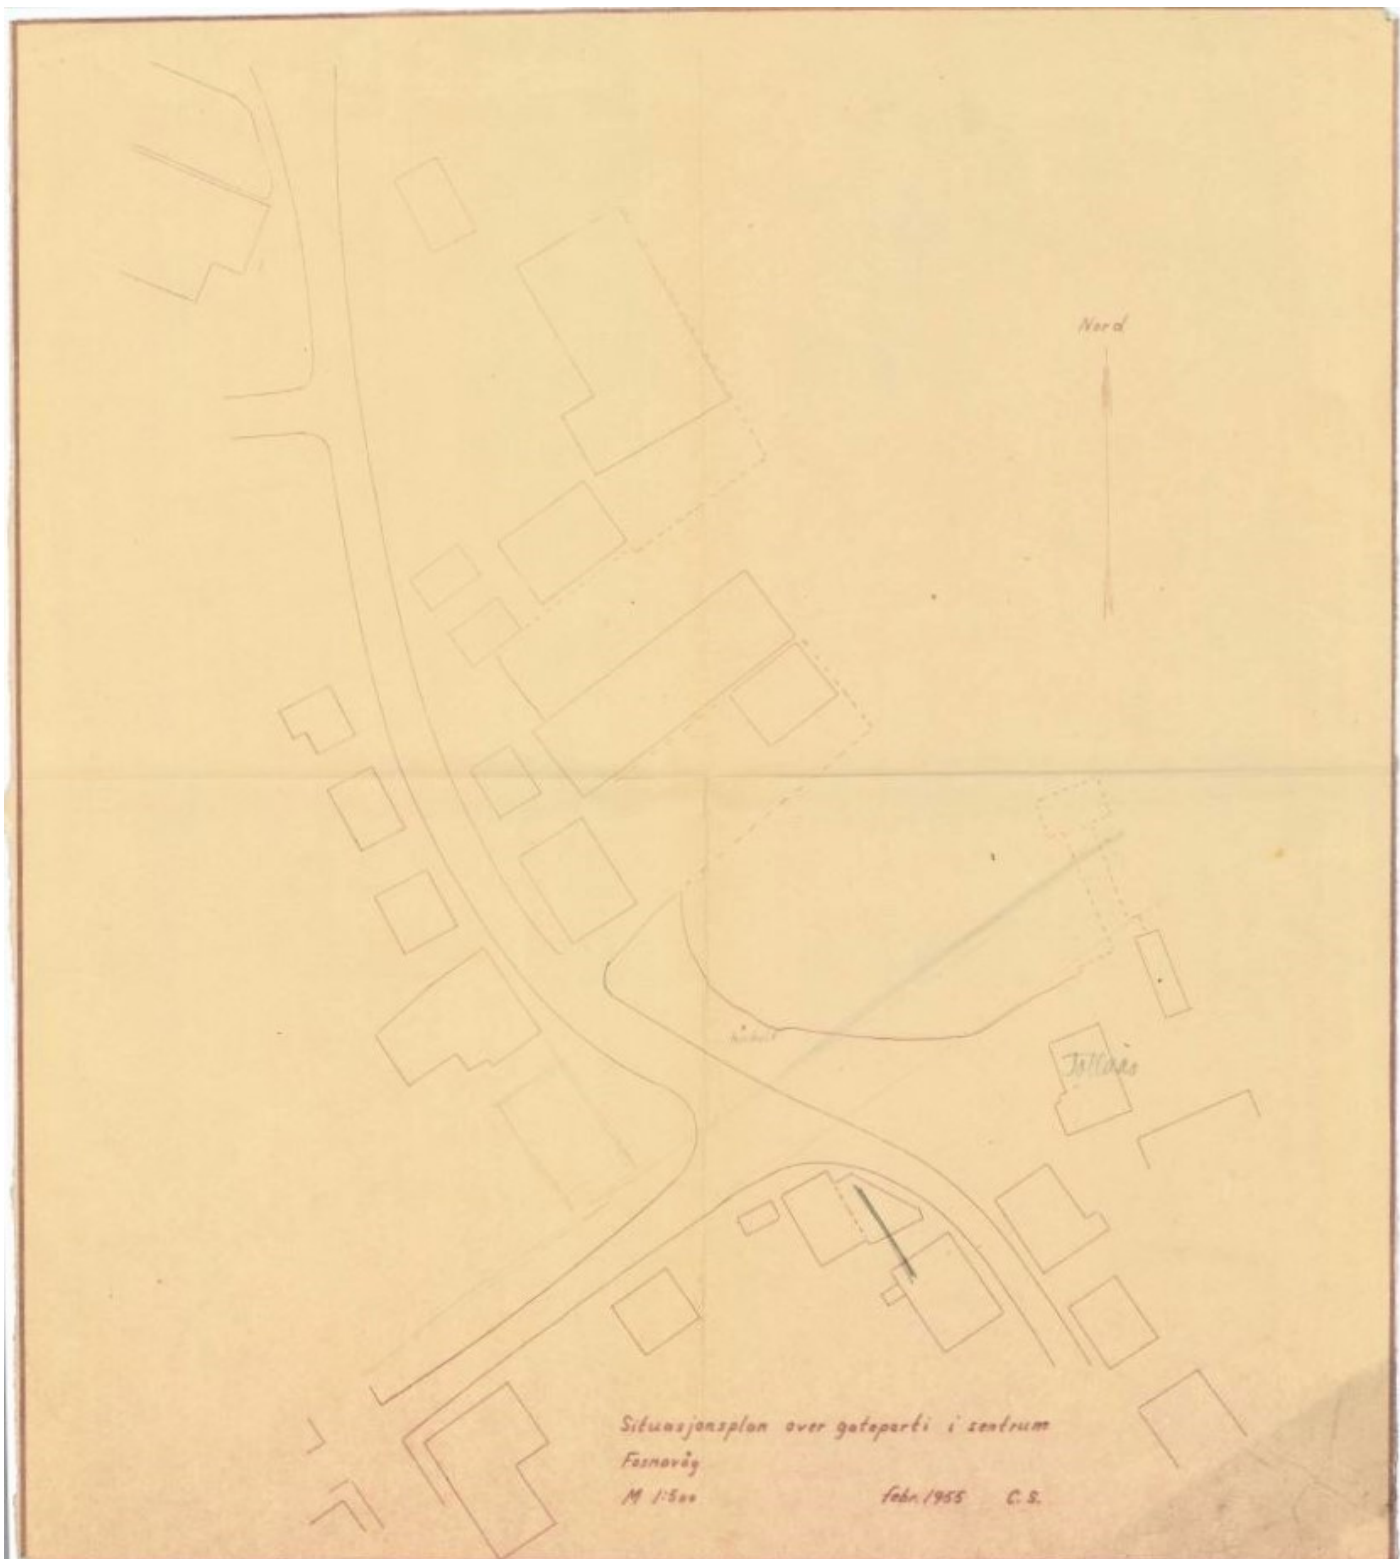 Nord
Situasjonsplan over gateparti i sentrum
Fosnavåg
M 1:500
febr. 1955 C. S.